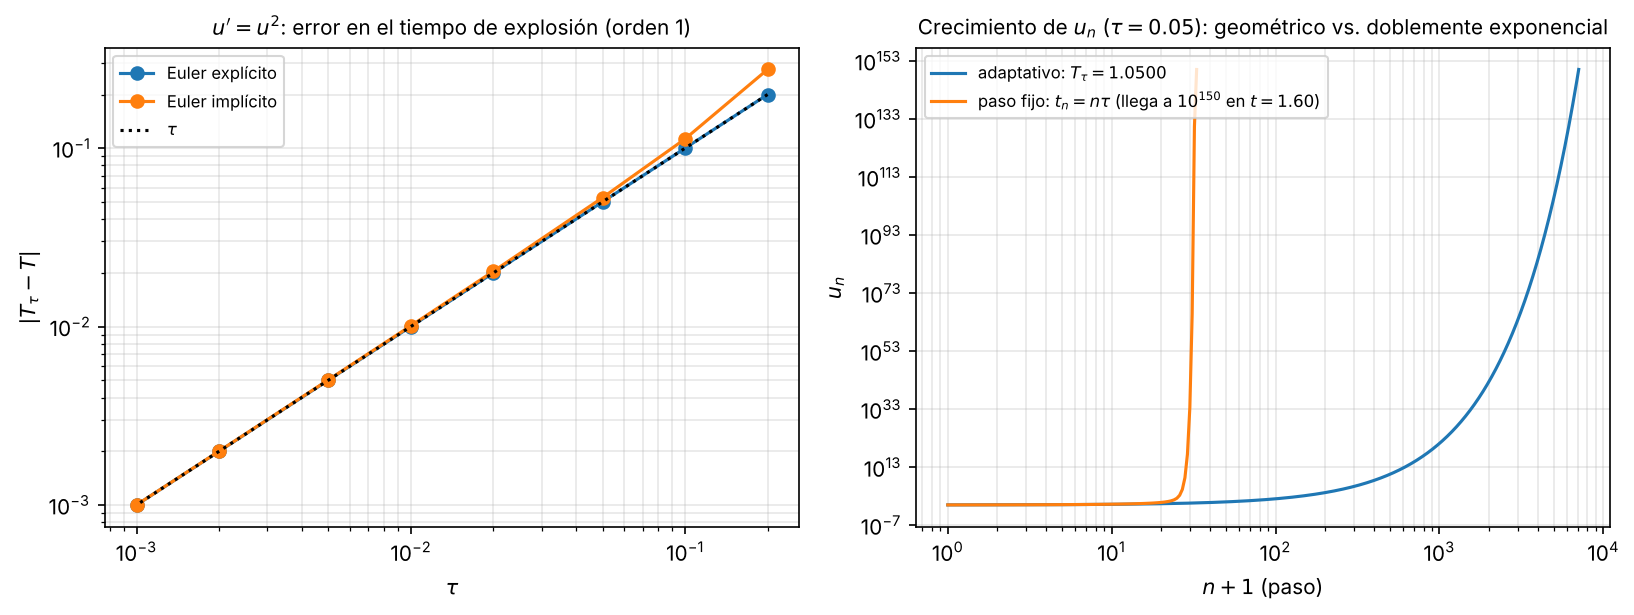 u′ = u²: error en el tiempo de explosión (orden 1)
Euler explícito
Euler implícito
τ
|T_τ − T|
10⁻¹
10⁻²
10⁻³
10⁻³
10⁻²
10⁻¹
τ
Crecimiento de u_n (τ = 0.05): geométrico vs. doblemente exponencial
adaptativo: T_τ = 1.0500
paso fijo: t_n = nτ (llega a 10¹⁵⁰ en t = 1.60)
u_n
10¹⁵³
10¹³³
10¹¹³
10⁹³
10⁷³
10⁵³
10³³
10¹³
10⁻⁷
10⁰
10¹
10²
10³
10⁴
n + 1 (paso)